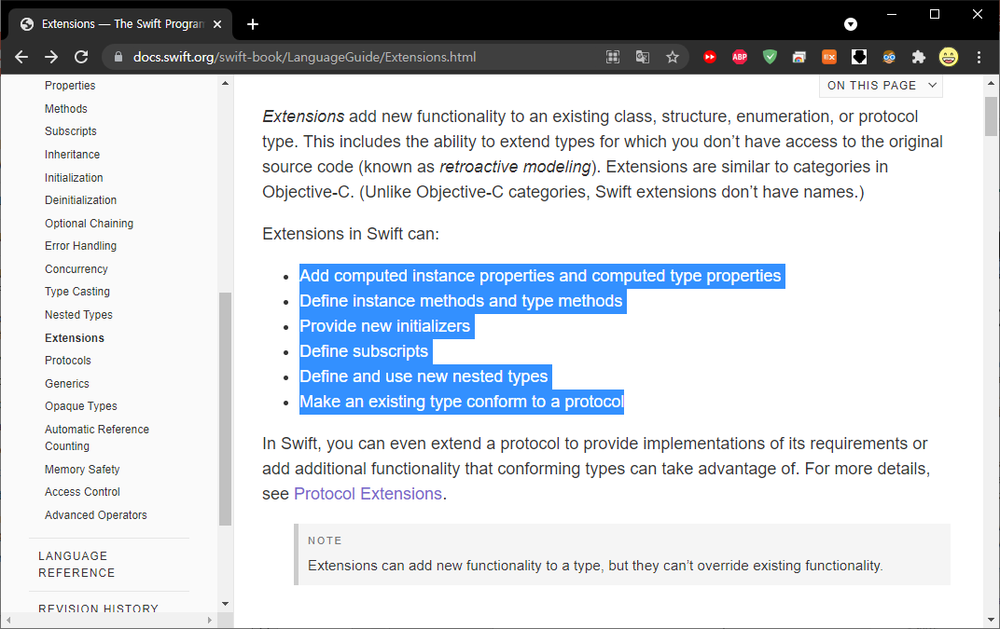 Extensions — The Swift Program
docs.swift.org/swift-book/LanguageGuide/Extensions.html
ABP
EX
Properties
Methods
Subscripts
Inheritance
Initialization
Deinitialization
Optional Chaining
Error Handling
Concurrency
Type Casting
Nested Types
Extensions
Protocols
Generics
Opaque Types
Automatic Reference
Counting
Memory Safety
Access Control
Advanced Operators
LANGUAGE
REFERENCE
REVISION HISTORY
ON THIS PAGE
Extensions add new functionality to an existing class, structure, enumeration, or protocol
type. This includes the ability to extend types for which you don’t have access to the original
source code (known as retroactive modeling). Extensions are similar to categories in
Objective-C. (Unlike Objective-C categories, Swift extensions don’t have names.)
Extensions in Swift can:
• Add computed instance properties and computed type properties
• Define instance methods and type methods
• Provide new initializers
• Define subscripts
• Define and use new nested types
• Make an existing type conform to a protocol
In Swift, you can even extend a protocol to provide implementations of its requirements or
add additional functionality that conforming types can take advantage of. For more details,
see Protocol Extensions.
NOTE
Extensions can add new functionality to a type, but they can’t override existing functionality.